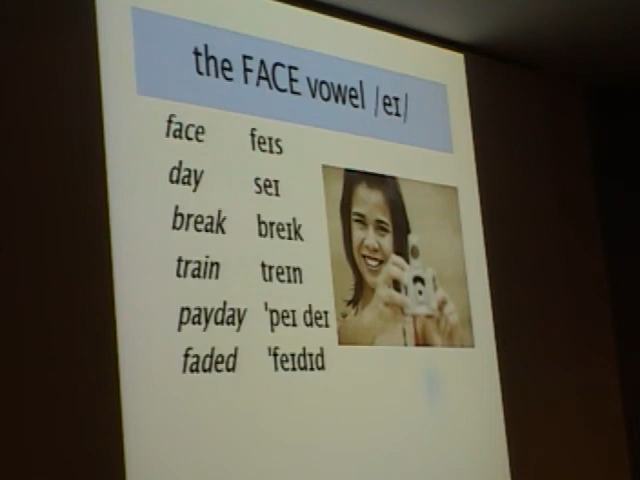 the FACE vowel /eɪ/
face feɪs
day seɪ
break breɪk
train treɪn
payday ˈpeɪ deɪ
faded ˈfeɪdɪd